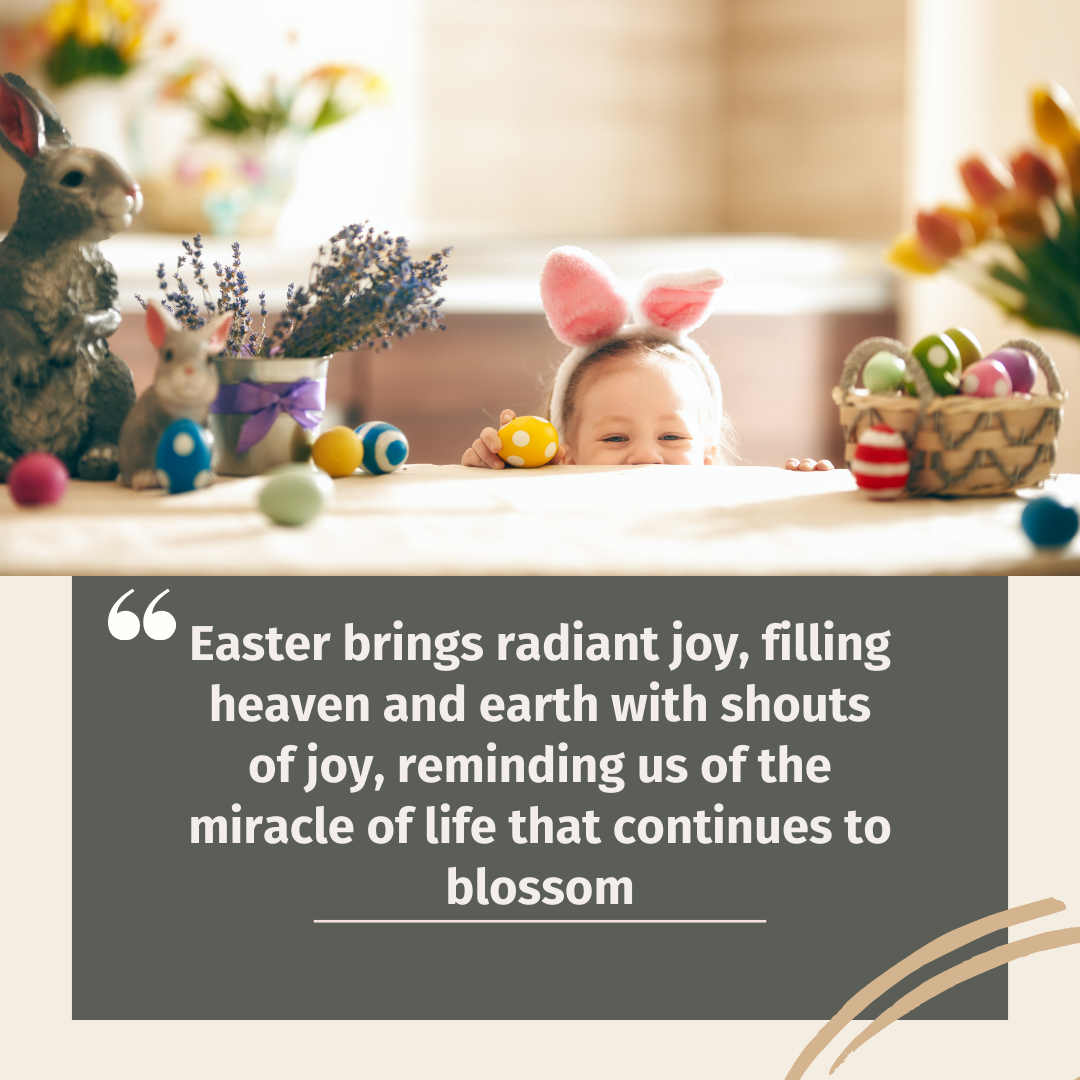 “
Easter brings radiant joy, filling
heaven and earth with shouts
of joy, reminding us of the
miracle of life that continues to
blossom